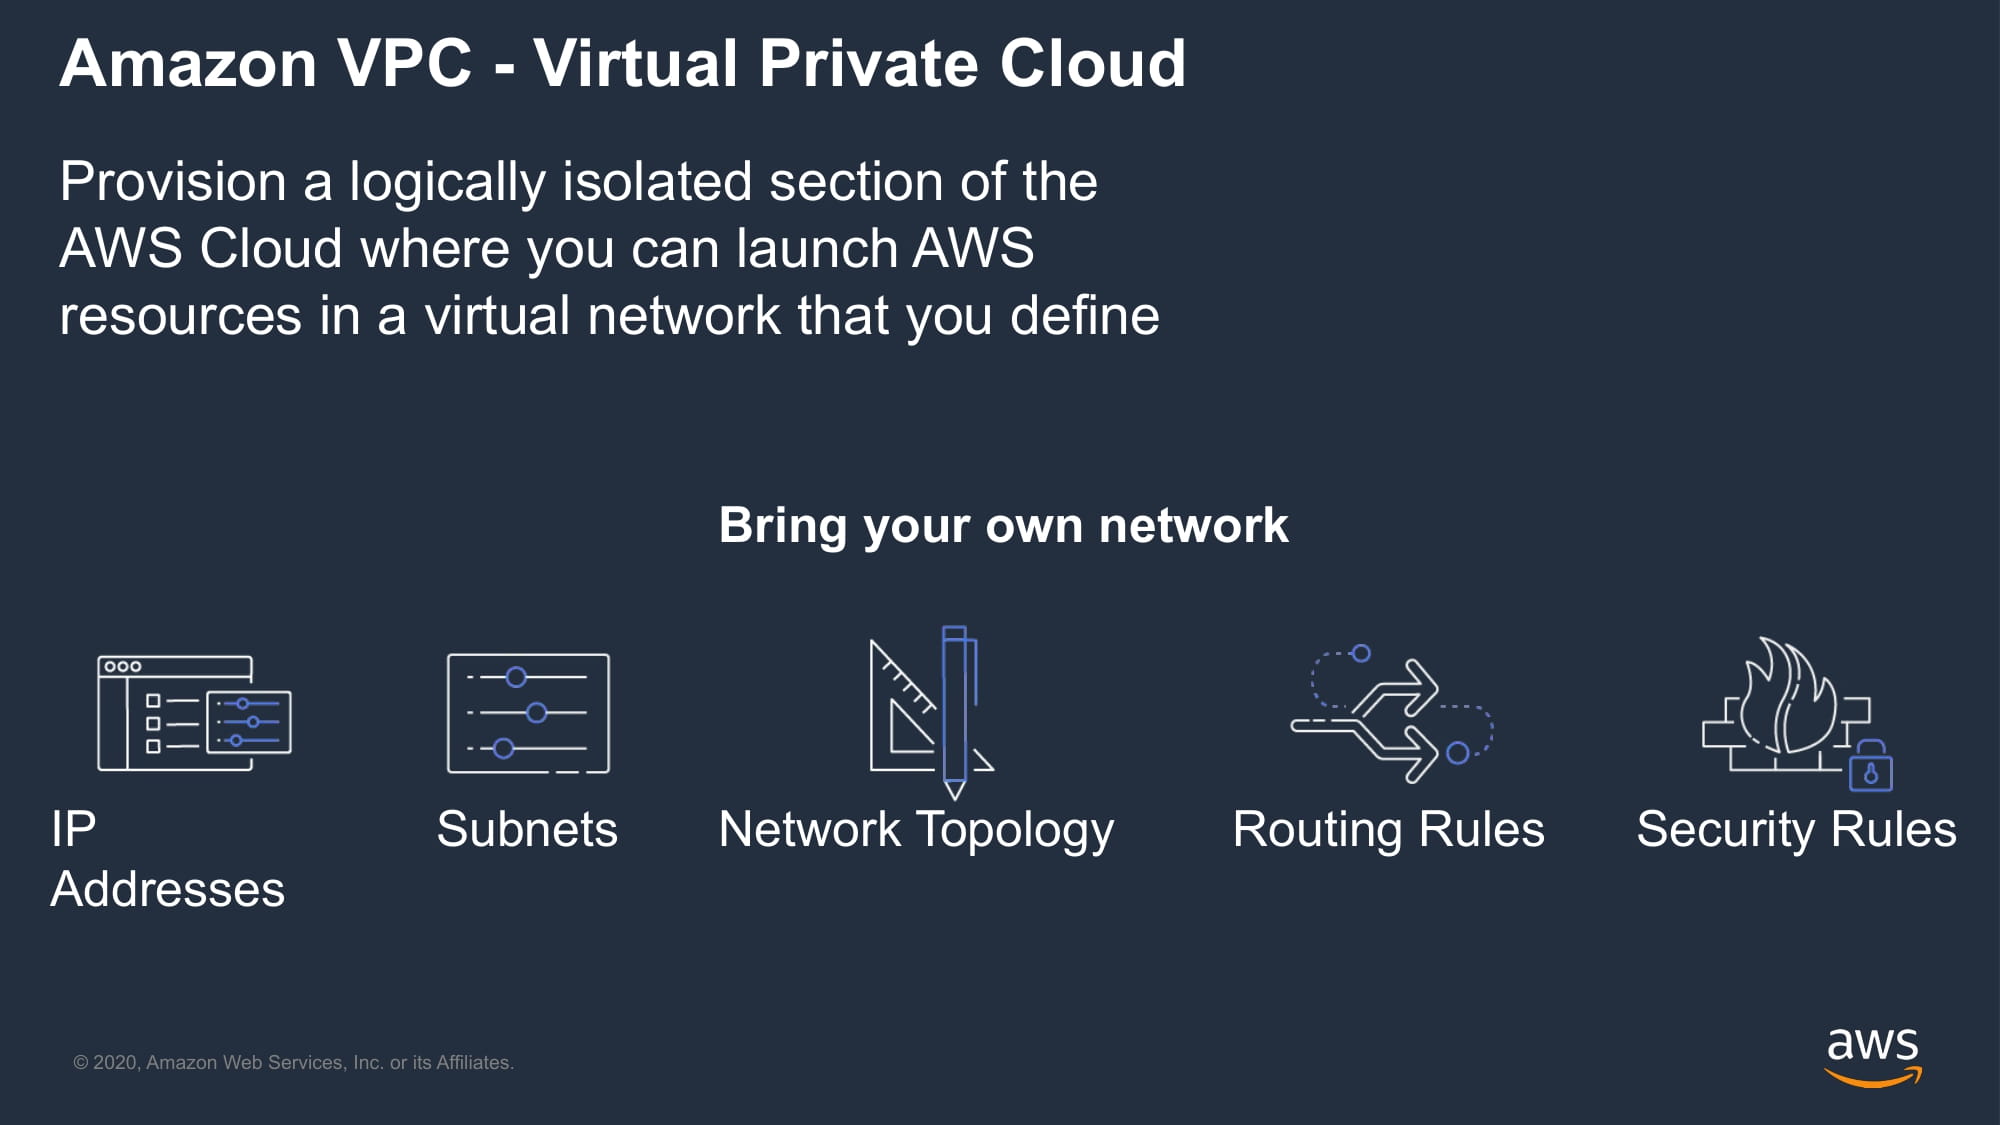 Amazon VPC - Virtual Private Cloud
Provision a logically isolated section of the
AWS Cloud where you can launch AWS
resources in a virtual network that you define
Bring your own network
IP
Addresses
Subnets
Network Topology
Routing Rules
Security Rules
© 2020, Amazon Web Services, Inc. or its Affiliates.
aws